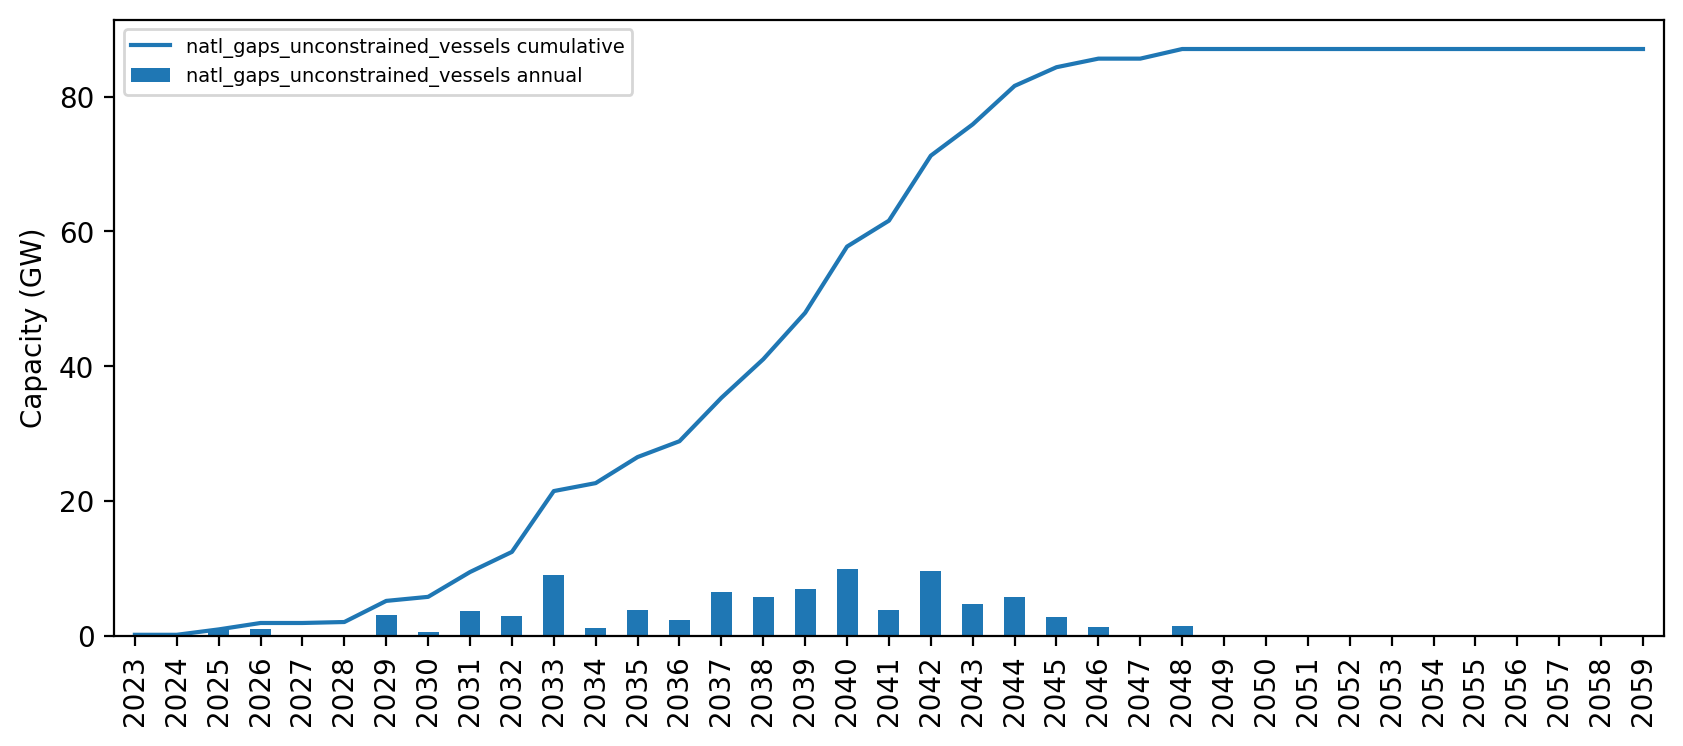 natl_gaps_unconstrained_vessels cumulative
natl_gaps_unconstrained_vessels annual
Capacity (GW)
80
60
40
20
0
2023 2024 2025 2026 2027 2028 2029 2030 2031 2032 2033 2034 2035 2036 2037 2038 2039 2040 2041 2042 2043 2044 2045 2046 2047 2048 2049 2050 2051 2052 2053 2054 2055 2056 2057 2058 2059